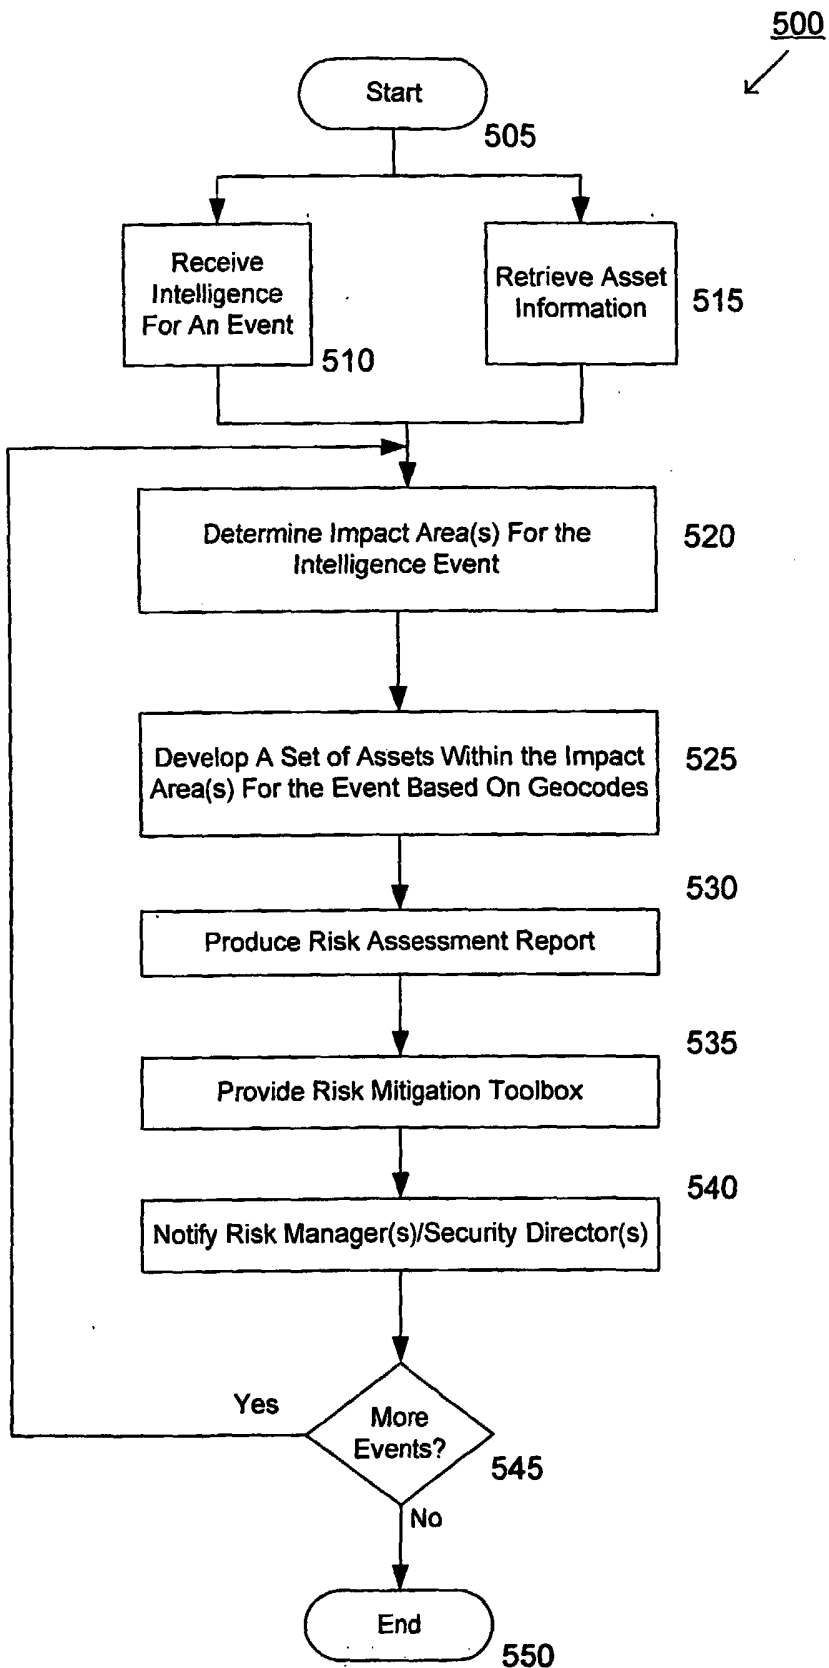 500
Start
505
Receive
Intelligence
For An Event
510
Retrieve Asset
Information
515
Determine Impact Area(s) For the
Intelligence Event
520
Develop A Set of Assets Within the Impact
Area(s) For the Event Based On Geocodes
525
530
Produce Risk Assessment Report
535
Provide Risk Mitigation Toolbox
540
Notify Risk Manager(s)/Security Director(s)
Yes
More
Events?
545
No
End
550